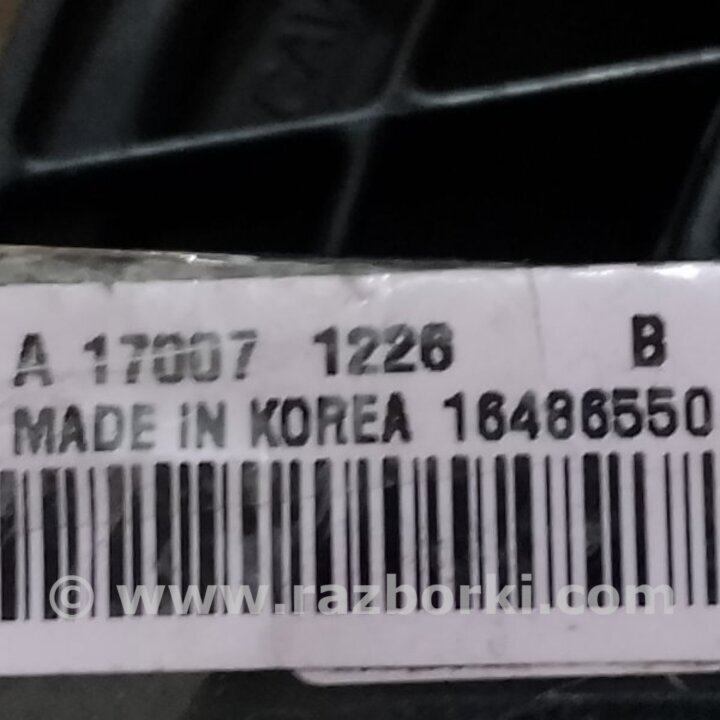 A 17007 1226 B
MADE IN KOREA 16486550
© www.razborki.com